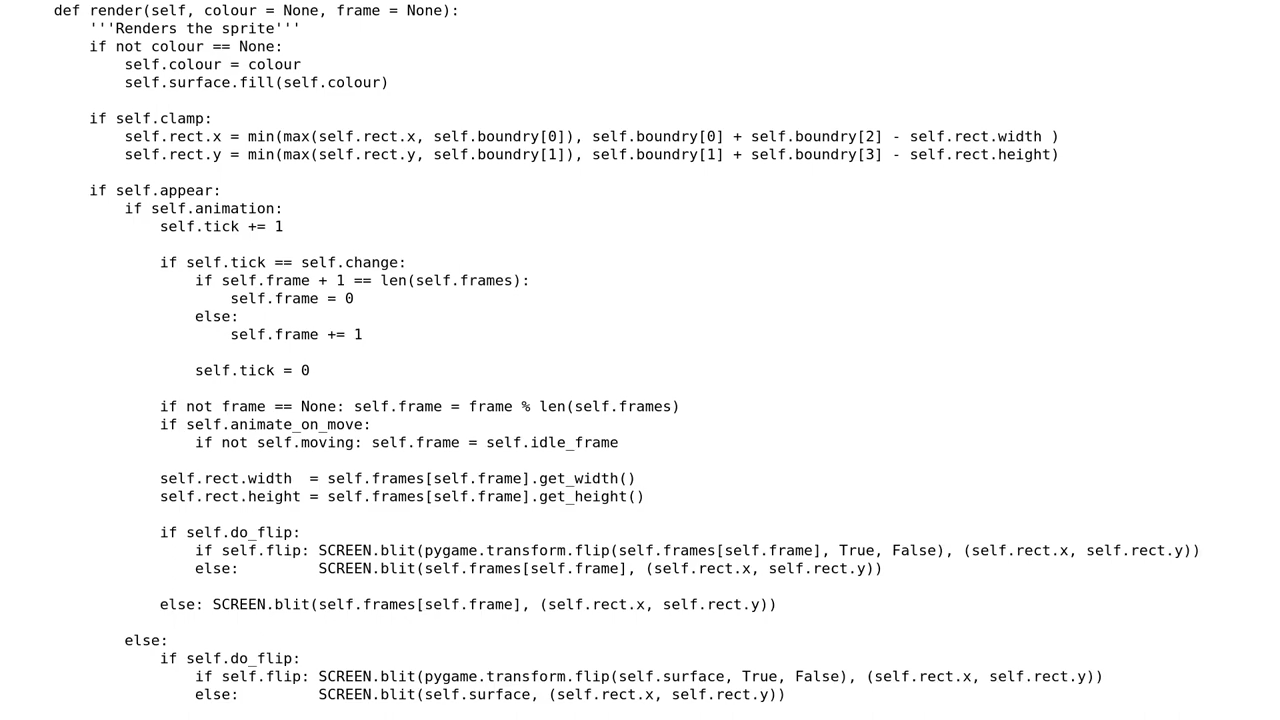 def render(self, colour = None, frame = None):
    '''Renders the sprite'''
    if not colour == None:
        self.colour = colour
        self.surface.fill(self.colour)

    if self.clamp:
        self.rect.x = min(max(self.rect.x, self.boundry[0]), self.boundry[0] + self.boundry[2] - self.rect.width )
        self.rect.y = min(max(self.rect.y, self.boundry[1]), self.boundry[1] + self.boundry[3] - self.rect.height)

    if self.appear:
        if self.animation:
            self.tick += 1

            if self.tick == self.change:
                if self.frame + 1 == len(self.frames):
                    self.frame = 0
                else:
                    self.frame += 1

                self.tick = 0

            if not frame == None: self.frame = frame % len(self.frames)
            if self.animate_on_move:
                if not self.moving: self.frame = self.idle_frame

            self.rect.width  = self.frames[self.frame].get_width()
            self.rect.height = self.frames[self.frame].get_height()

            if self.do_flip:
                if self.flip: SCREEN.blit(pygame.transform.flip(self.frames[self.frame], True, False), (self.rect.x, self.rect.y))
                else:         SCREEN.blit(self.frames[self.frame], (self.rect.x, self.rect.y))

            else: SCREEN.blit(self.frames[self.frame], (self.rect.x, self.rect.y))

        else:
            if self.do_flip:
                if self.flip: SCREEN.blit(pygame.transform.flip(self.surface, True, False), (self.rect.x, self.rect.y))
                else:         SCREEN.blit(self.surface, (self.rect.x, self.rect.y))